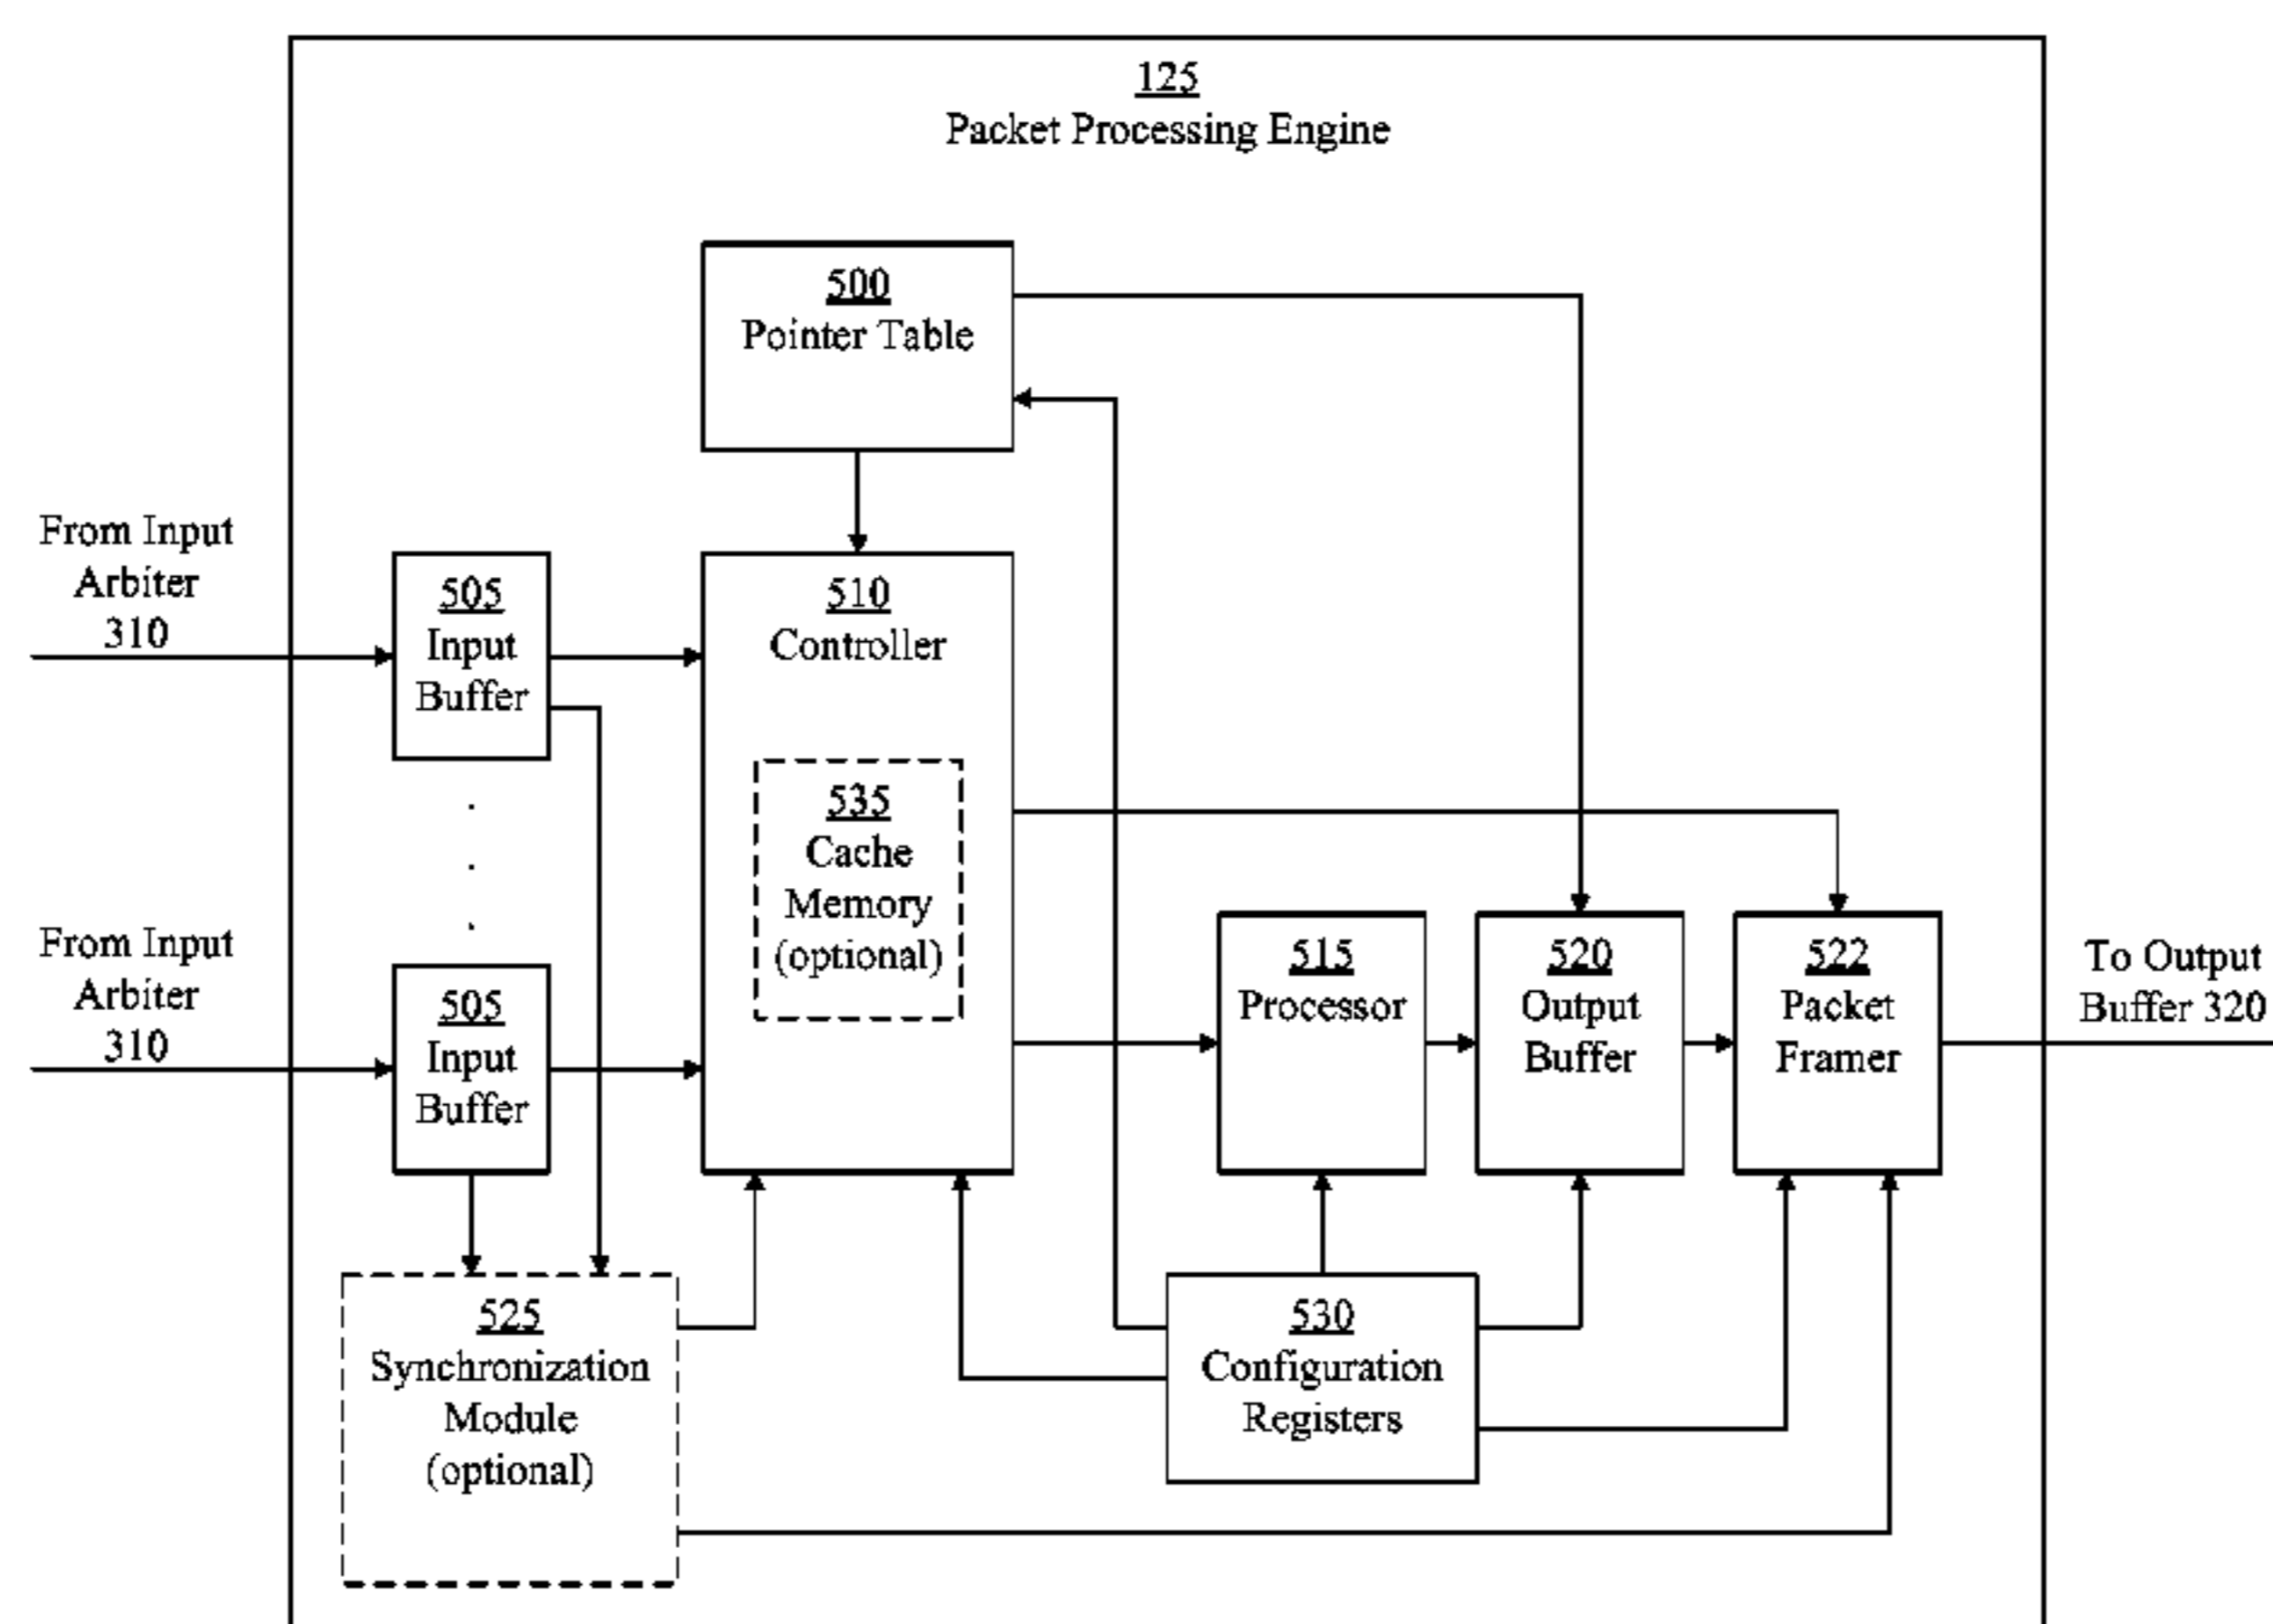 125
Packet Processing Engine
500
Pointer Table
From Input
Arbiter
310
505
Input
Buffer
510
Controller
535
Cache
Memory
(optional)
From Input
Arbiter
310
505
Input
Buffer
515
Processor
520
Output
Buffer
522
Packet
Framer
To Output
Buffer 320
525
Synchronization
Module
(optional)
530
Configuration
Registers